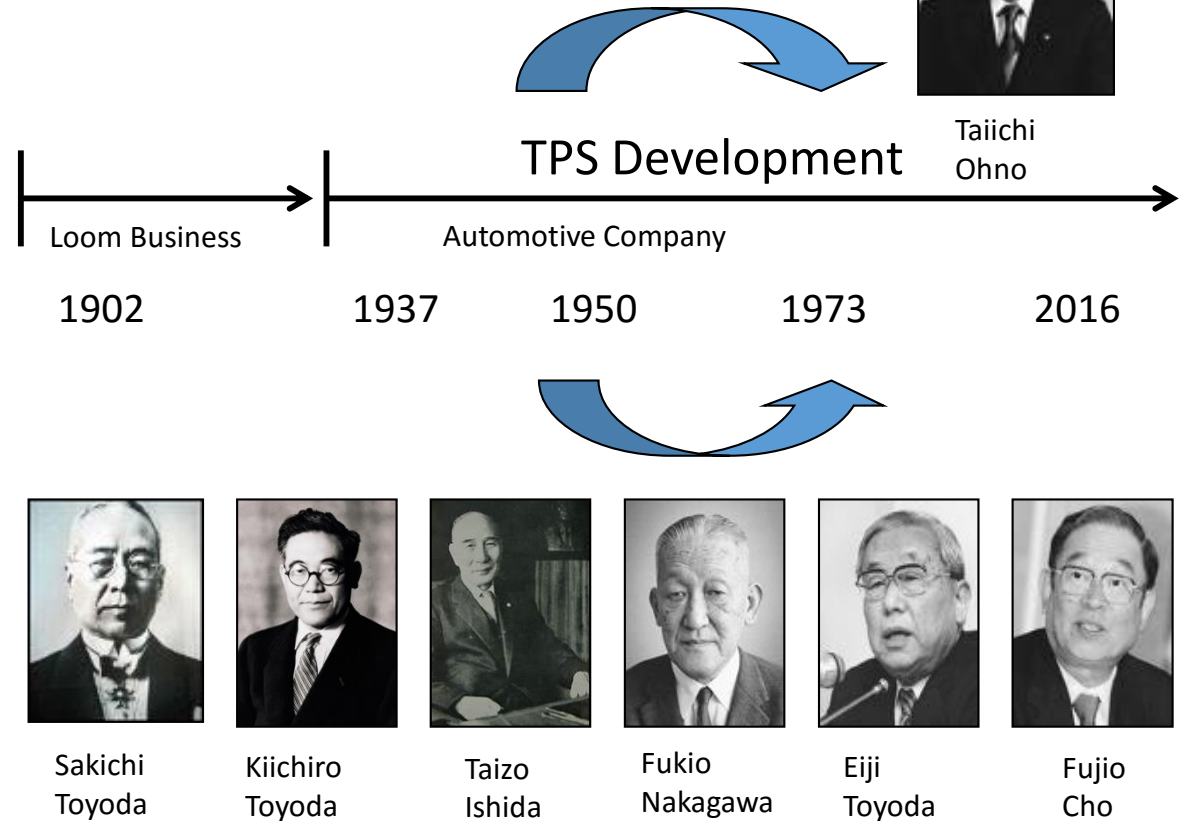 Taiichi
Ohno
TPS Development
Loom Business
Automotive Company
1902
1937
1950
1973
2016
Sakichi
Toyoda
Kiichiro
Toyoda
Taizo
Ishida
Fukio
Nakagawa
Eiji
Toyoda
Fujio
Cho